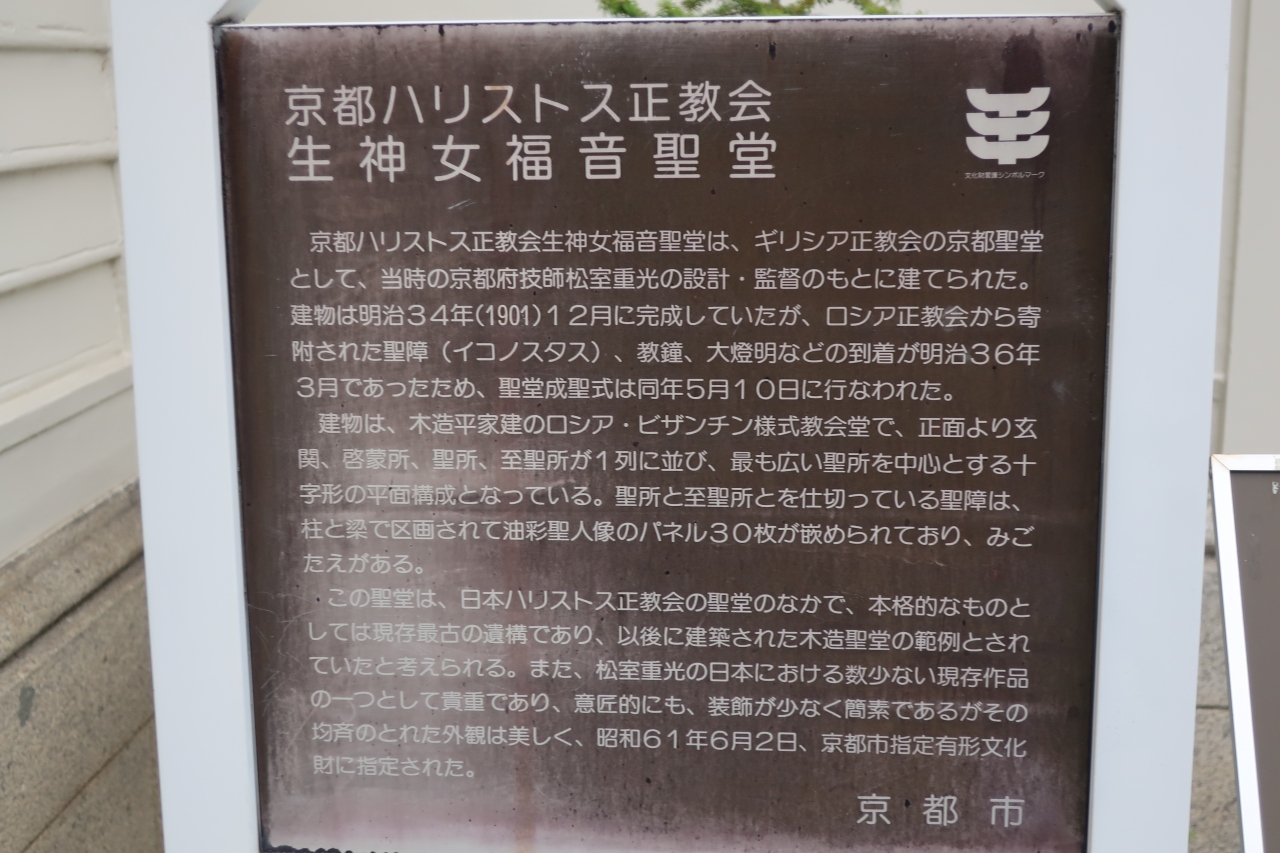 京都ハリストス正教会
生神女福音聖堂
文化財愛護シンボルマーク
京都ハリストス正教会生神女福音聖堂は、ギリシア正教会の京都聖堂
として、当時の京都府技師松室重光の設計・監督のもとに建てられた。
建物は明治34年(1901)12月に完成していたが、ロシア正教会から寄
附された聖障（イコノスタス）、教鐘、大燈明などの到着が明治36年
3月であったため、聖堂成聖式は同年5月10日に行なわれた。
建物は、木造平家建のロシア・ビザンチン様式教会堂で、正面より玄
関、啓蒙所、聖所、至聖所が1列に並び、最も広い聖所を中心とする十
字形の平面構成となっている。聖所と至聖所とを仕切っている聖障は、
柱と梁で区画されて油彩聖人像のパネル30枚が嵌められており、みご
たえがある。
この聖堂は、日本ハリストス正教会の聖堂のなかで、本格的なものと
しては現存最古の遺構であり、以後に建築された木造聖堂の範例とされ
ていたと考えられる。また、松室重光の日本における数少ない現存作品
の一つとして貴重であり、意匠的にも、装飾が少なく簡素であるがその
均斉のとれた外観は美しく、昭和61年6月2日、京都市指定有形文化
財に指定された。
京都市